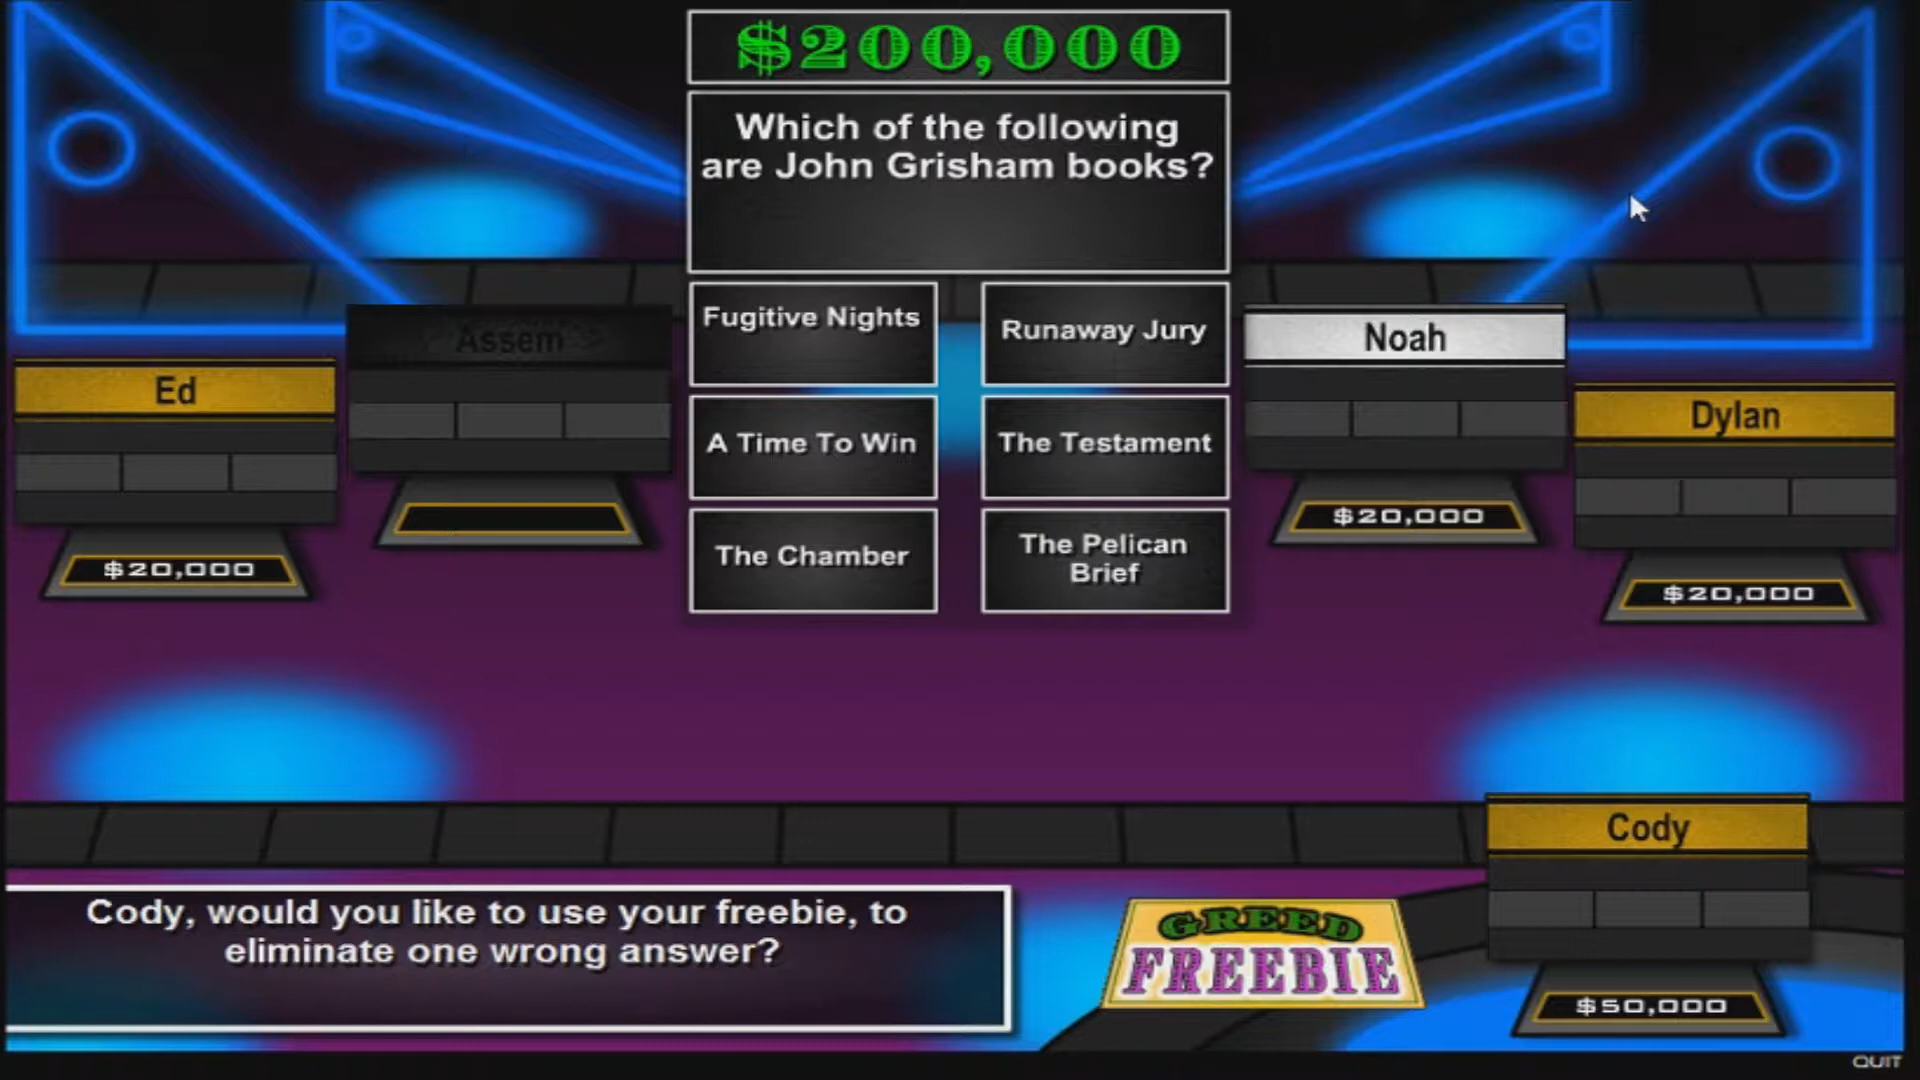 $200,000
Which of the following
are John Grisham books?
Fugitive Nights
Runaway Jury
A Time To Win
The Testament
The Chamber
The Pelican
Brief
Ed
$20,000
Assem
Noah
$20,000
Dylan
$20,000
Cody, would you like to use your freebie, to
eliminate one wrong answer?
GREED
FREEBIE
Cody
$50,000
QUIT